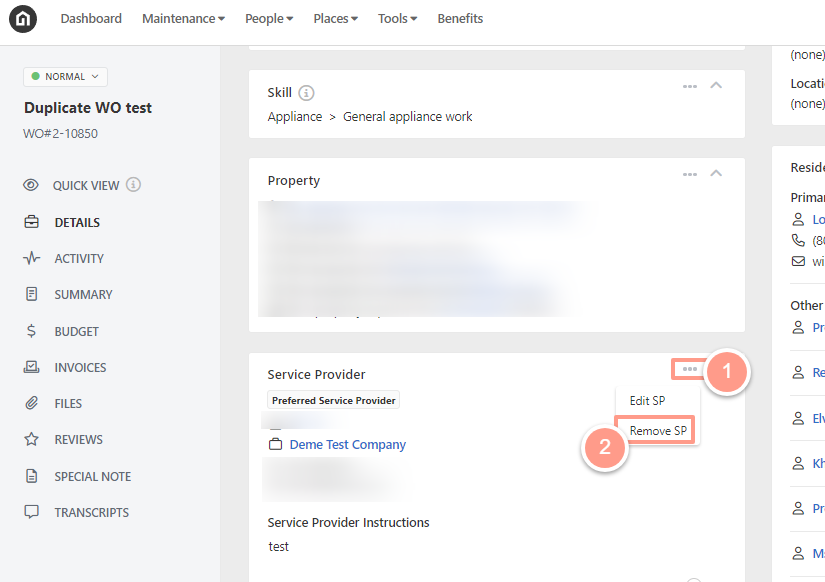 Dashboard Maintenance People Places Tools Benefits
NORMAL
Duplicate WO test
WO#2-10850
QUICK VIEW
DETAILS
ACTIVITY
SUMMARY
BUDGET
INVOICES
FILES
REVIEWS
SPECIAL NOTE
TRANSCRIPTS
Skill
Appliance > General appliance work
Property
Service Provider
1
Preferred Service Provider
Edit SP
Remove SP
2
Deme Test Company
Service Provider Instructions
test
(none)
Locati
(none)
Reside
Primar
Lo
(80
wi
Other
Pr
Re
Elv
Kh
Pr
Ms